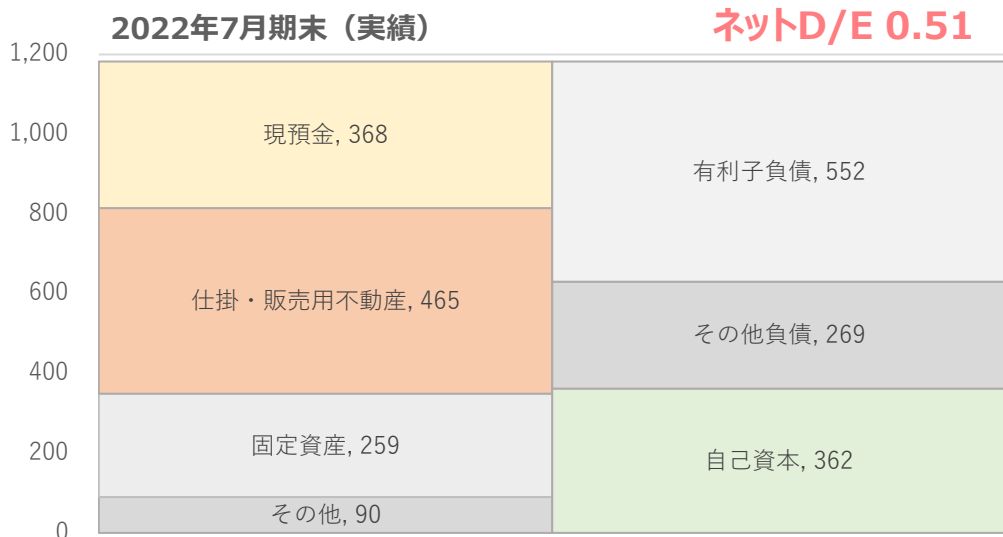 2022年7月期末（実績）
ネットD/E 0.51
1,200
1,000
800
600
400
200
0
現預金, 368
仕掛・販売用不動産, 465
固定資産, 259
その他, 90
有利子負債, 552
その他負債, 269
自己資本, 362